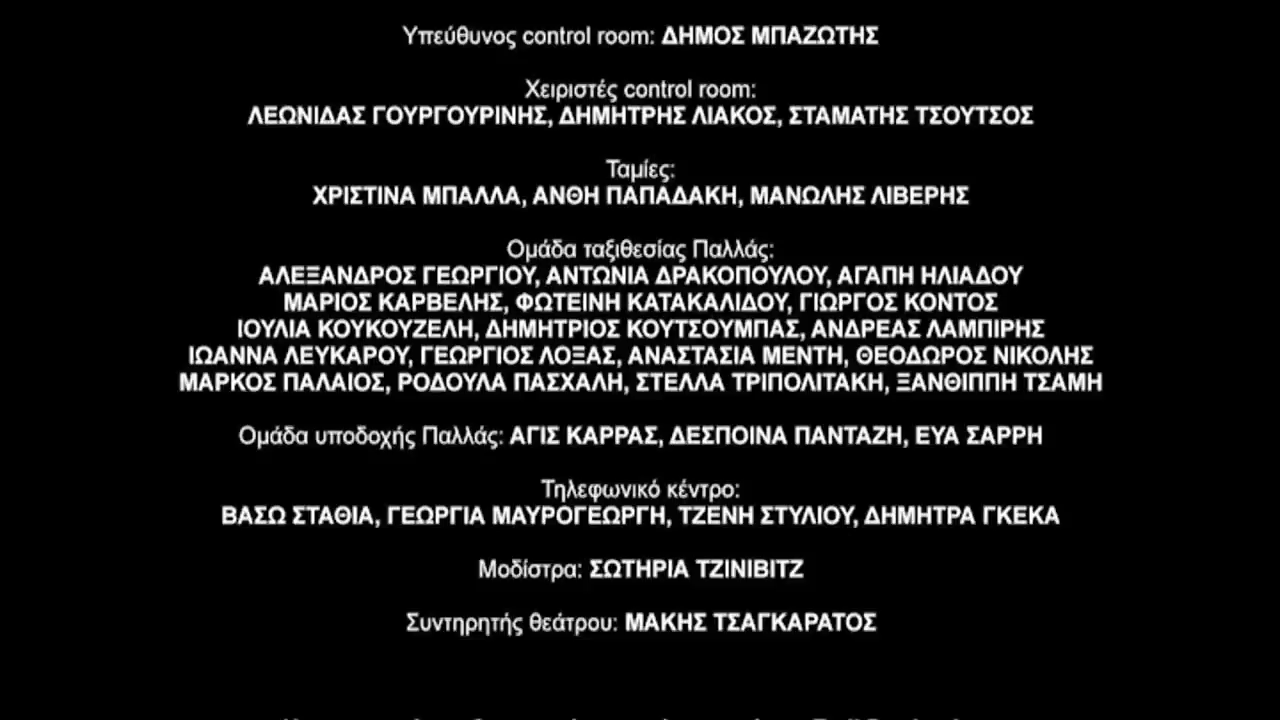 Υπεύθυνος control room: ΔΗΜΟΣ ΜΠΑΖΩΤΗΣ
Χειριστές control room:
ΛΕΩΝΙΔΑΣ ΓΟΥΡΓΟΥΡΙΝΗΣ, ΔΗΜΗΤΡΗΣ ΛΙΑΚΟΣ, ΣΤΑΜΑΤΗΣ ΤΣΟΥΤΣΟΣ
Ταμίες:
ΧΡΙΣΤΙΝΑ ΜΠΑΛΛΑ, ΑΝΘΗ ΠΑΠΑΔΑΚΗ, ΜΑΝΩΛΗΣ ΛΙΒΕΡΗΣ
Ομάδα ταξιθεσίας Παλλάς:
ΑΛΕΞΑΝΔΡΟΣ ΓΕΩΡΓΙΟΥ, ΑΝΤΩΝΙΑ ΔΡΑΚΟΠΟΥΛΟΥ, ΑΓΑΠΗ ΗΛΙΑΔΟΥ
ΜΑΡΙΟΣ ΚΑΡΒΕΛΗΣ, ΦΩΤΕΙΝΗ ΚΑΤΑΚΑΛΙΔΟΥ, ΓΙΩΡΓΟΣ ΚΟΝΤΟΣ
ΙΟΥΛΙΑ ΚΟΥΚΟΥΖΕΛΗ, ΔΗΜΗΤΡΙΟΣ ΚΟΥΤΣΟΥΜΠΑΣ, ΑΝΔΡΕΑΣ ΛΑΜΠΙΡΗΣ
ΙΩΑΝΝΑ ΛΕΥΚΑΡΟΥ, ΓΕΩΡΓΙΟΣ ΛΟΞΑΣ, ΑΝΑΣΤΑΣΙΑ ΜΕΝΤΗ, ΘΕΟΔΩΡΟΣ ΝΙΚΟΛΗΣ
ΜΑΡΚΟΣ ΠΑΛΑΙΟΣ, ΡΟΔΟΥΛΑ ΠΑΣΧΑΛΗ, ΣΤΕΛΛΑ ΤΡΙΠΟΛΙΤΑΚΗ, ΞΑΝΘΙΠΠΗ ΤΣΑΜΗ
Ομάδα υποδοχής Παλλάς: ΑΓΙΣ ΚΑΡΡΑΣ, ΔΕΣΠΟΙΝΑ ΠΑΝΤΑΖΗ, ΕΥΑ ΣΑΡΡΗ
Τηλεφωνικό κέντρο:
ΒΑΣΩ ΣΤΑΘΙΑ, ΓΕΩΡΓΙΑ ΜΑΥΡΟΓΕΩΡΓΗ, ΤΖΕΝΗ ΣΤΥΛΙΟΥ, ΔΗΜΗΤΡΑ ΓΚΕΚΑ
Μοδίστρα: ΣΩΤΗΡΙΑ ΤΖΙΝΙΒΙΤΖ
Συντηρητής θεάτρου: ΜΑΚΗΣ ΤΣΑΓΚΑΡΑΤΟΣ